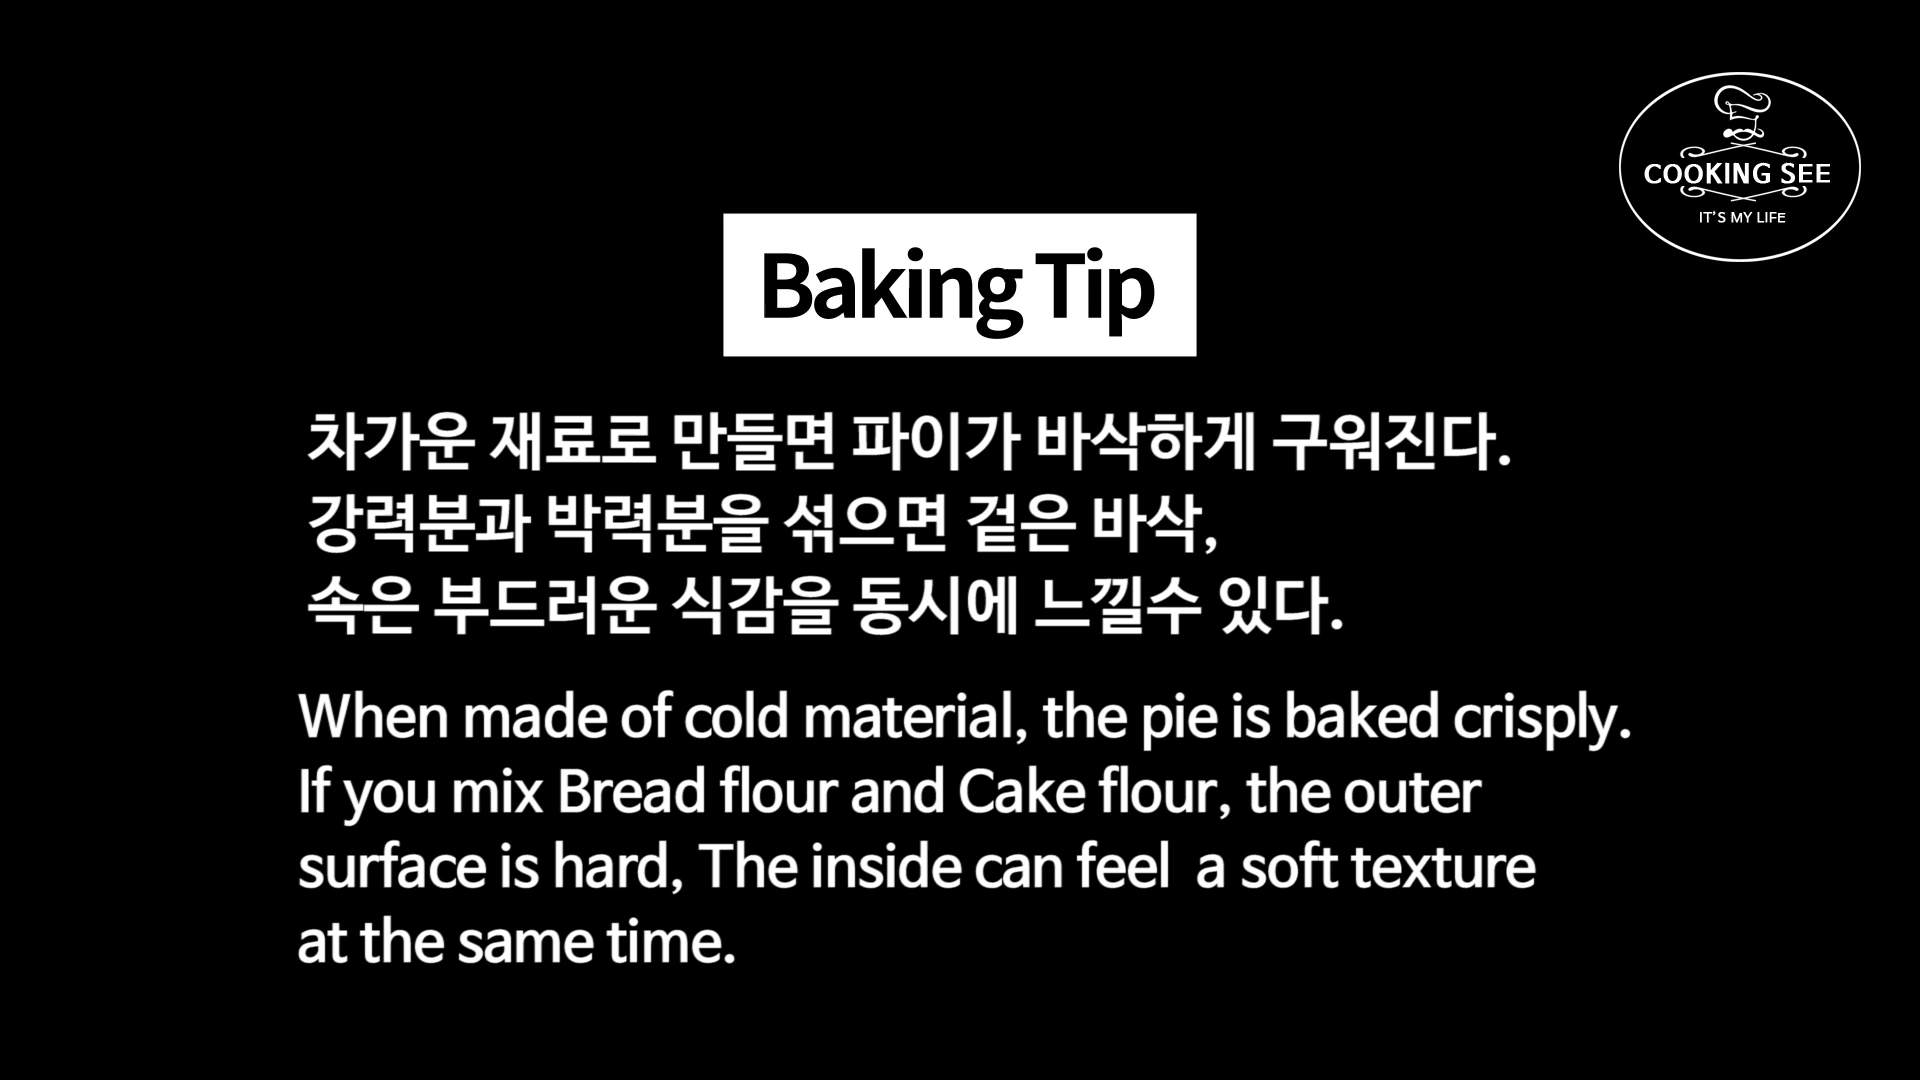 COOKING SEE
IT'S MY LIFE
Baking Tip
차가운 재료로 만들면 파이가 바삭하게 구워진다.
강력분과 박력분을 섞으면 겉은 바삭,
속은 부드러운 식감을 동시에 느낄수 있다.
When made of cold material, the pie is baked crisply.
If you mix Bread flour and Cake flour, the outer
surface is hard, The inside can feel  a soft texture
at the same time.